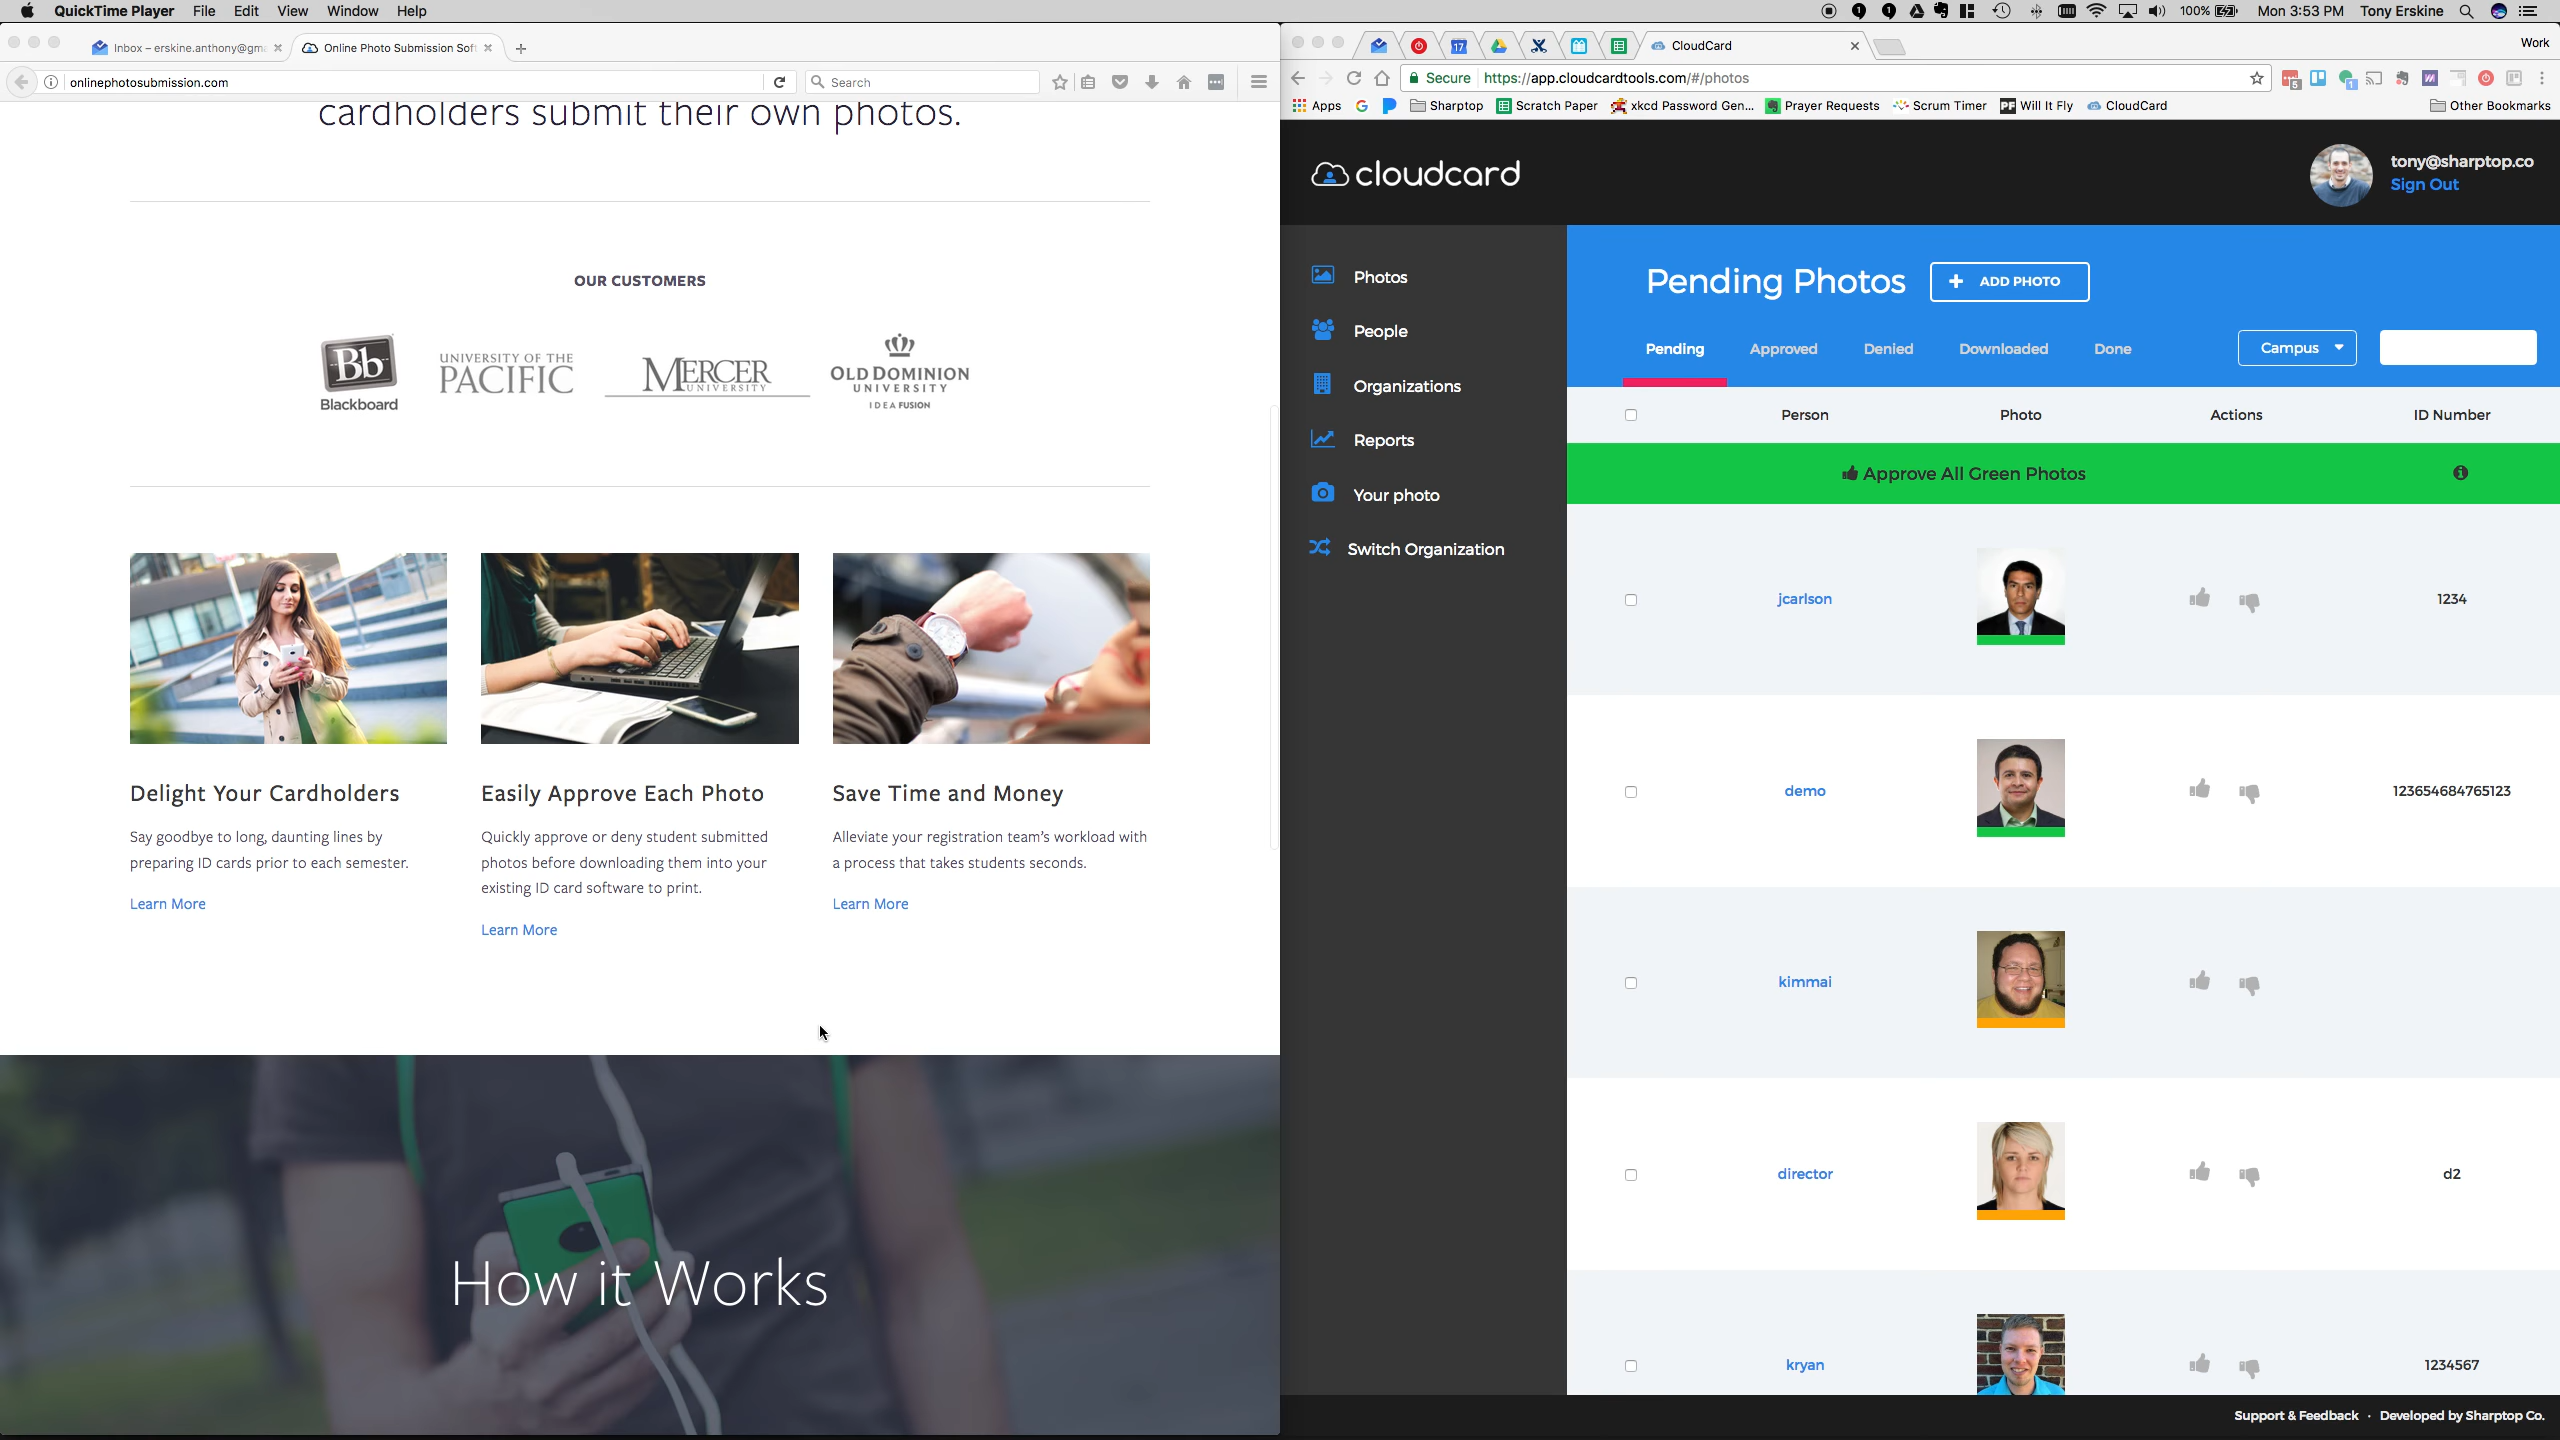 QuickTime Player File Edit View Window Help
100% Mon 3:53 PM Tony Erskine
Inbox – erskine.anthony@gm
Online Photo Submission Sof
onlinephotosubmission.com
Search
cardholders submit their own photos.
OUR CUSTOMERS
Bb
Blackboard
UNIVERSITY OF THE
PACIFIC
MERCER
UNIVERSITY
OLD DOMINION
UNIVERSITY
IDEA FUSION
Delight Your Cardholders
Say goodbye to long, daunting lines by
preparing ID cards prior to each semester.
Learn More
Easily Approve Each Photo
Quickly approve or deny student submitted
photos before downloading them into your
existing ID card software to print.
Learn More
Save Time and Money
Alleviate your registration team’s workload with
a process that takes students seconds.
Learn More
How it Works
17
CloudCard
Work
Secure https://app.cloudcardtools.com/#/photos
Apps Sharptop Scratch Paper xkcd Password Gen... Prayer Requests Scrum Timer PF Will It Fly CloudCard Other Bookmarks
cloudcard
tony@sharptop.co
Sign Out
Photos
People
Organizations
Reports
Your photo
Switch Organization
Pending Photos
+ ADD PHOTO
Pending Approved Denied Downloaded Done Campus
Person Photo Actions ID Number
Approve All Green Photos
jcarlson 1234
demo 123654684765123
kimmai
director d2
kryan 1234567
Support & Feedback · Developed by Sharptop Co.